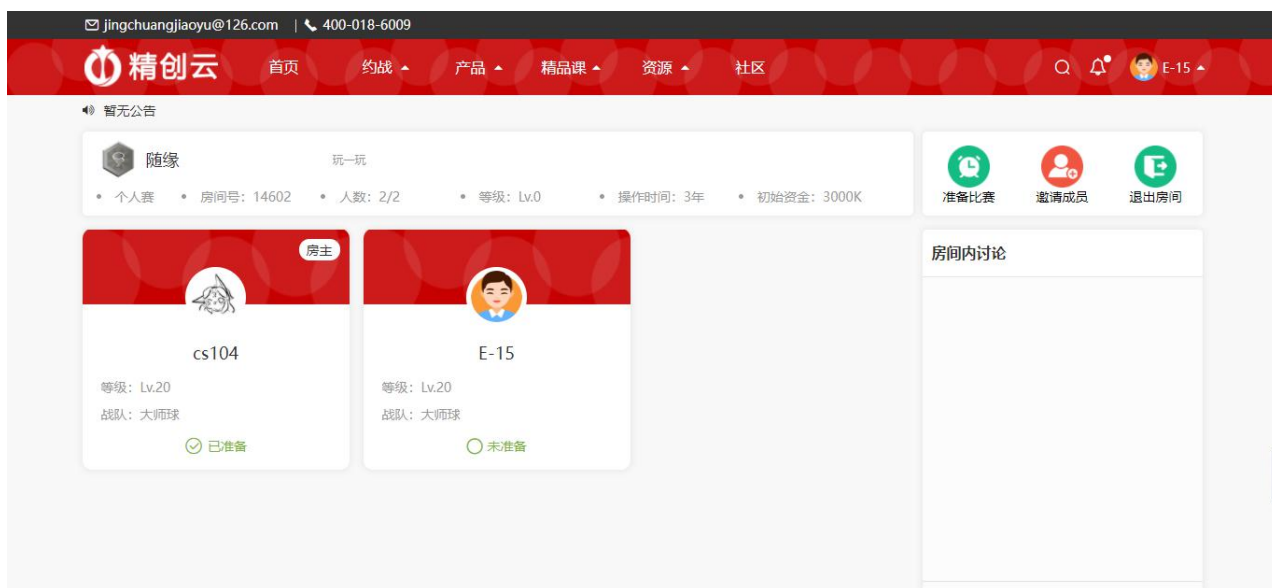 jingchuangjiaoyu@126.com | 400-018-6009
精创云 首页 约战 产品 精品课 资源 社区 E-15
暂无公告
随缘 玩一玩
• 个人赛 • 房间号: 14602 • 人数: 2/2 • 等级: Lv.0 • 操作时间: 3年 • 初始资金: 3000K
准备比赛 邀请成员 退出房间
房主
cs104
等级: Lv.20
战队: 大师球
已准备
E-15
等级: Lv.20
战队: 大师球
未准备
房间内讨论